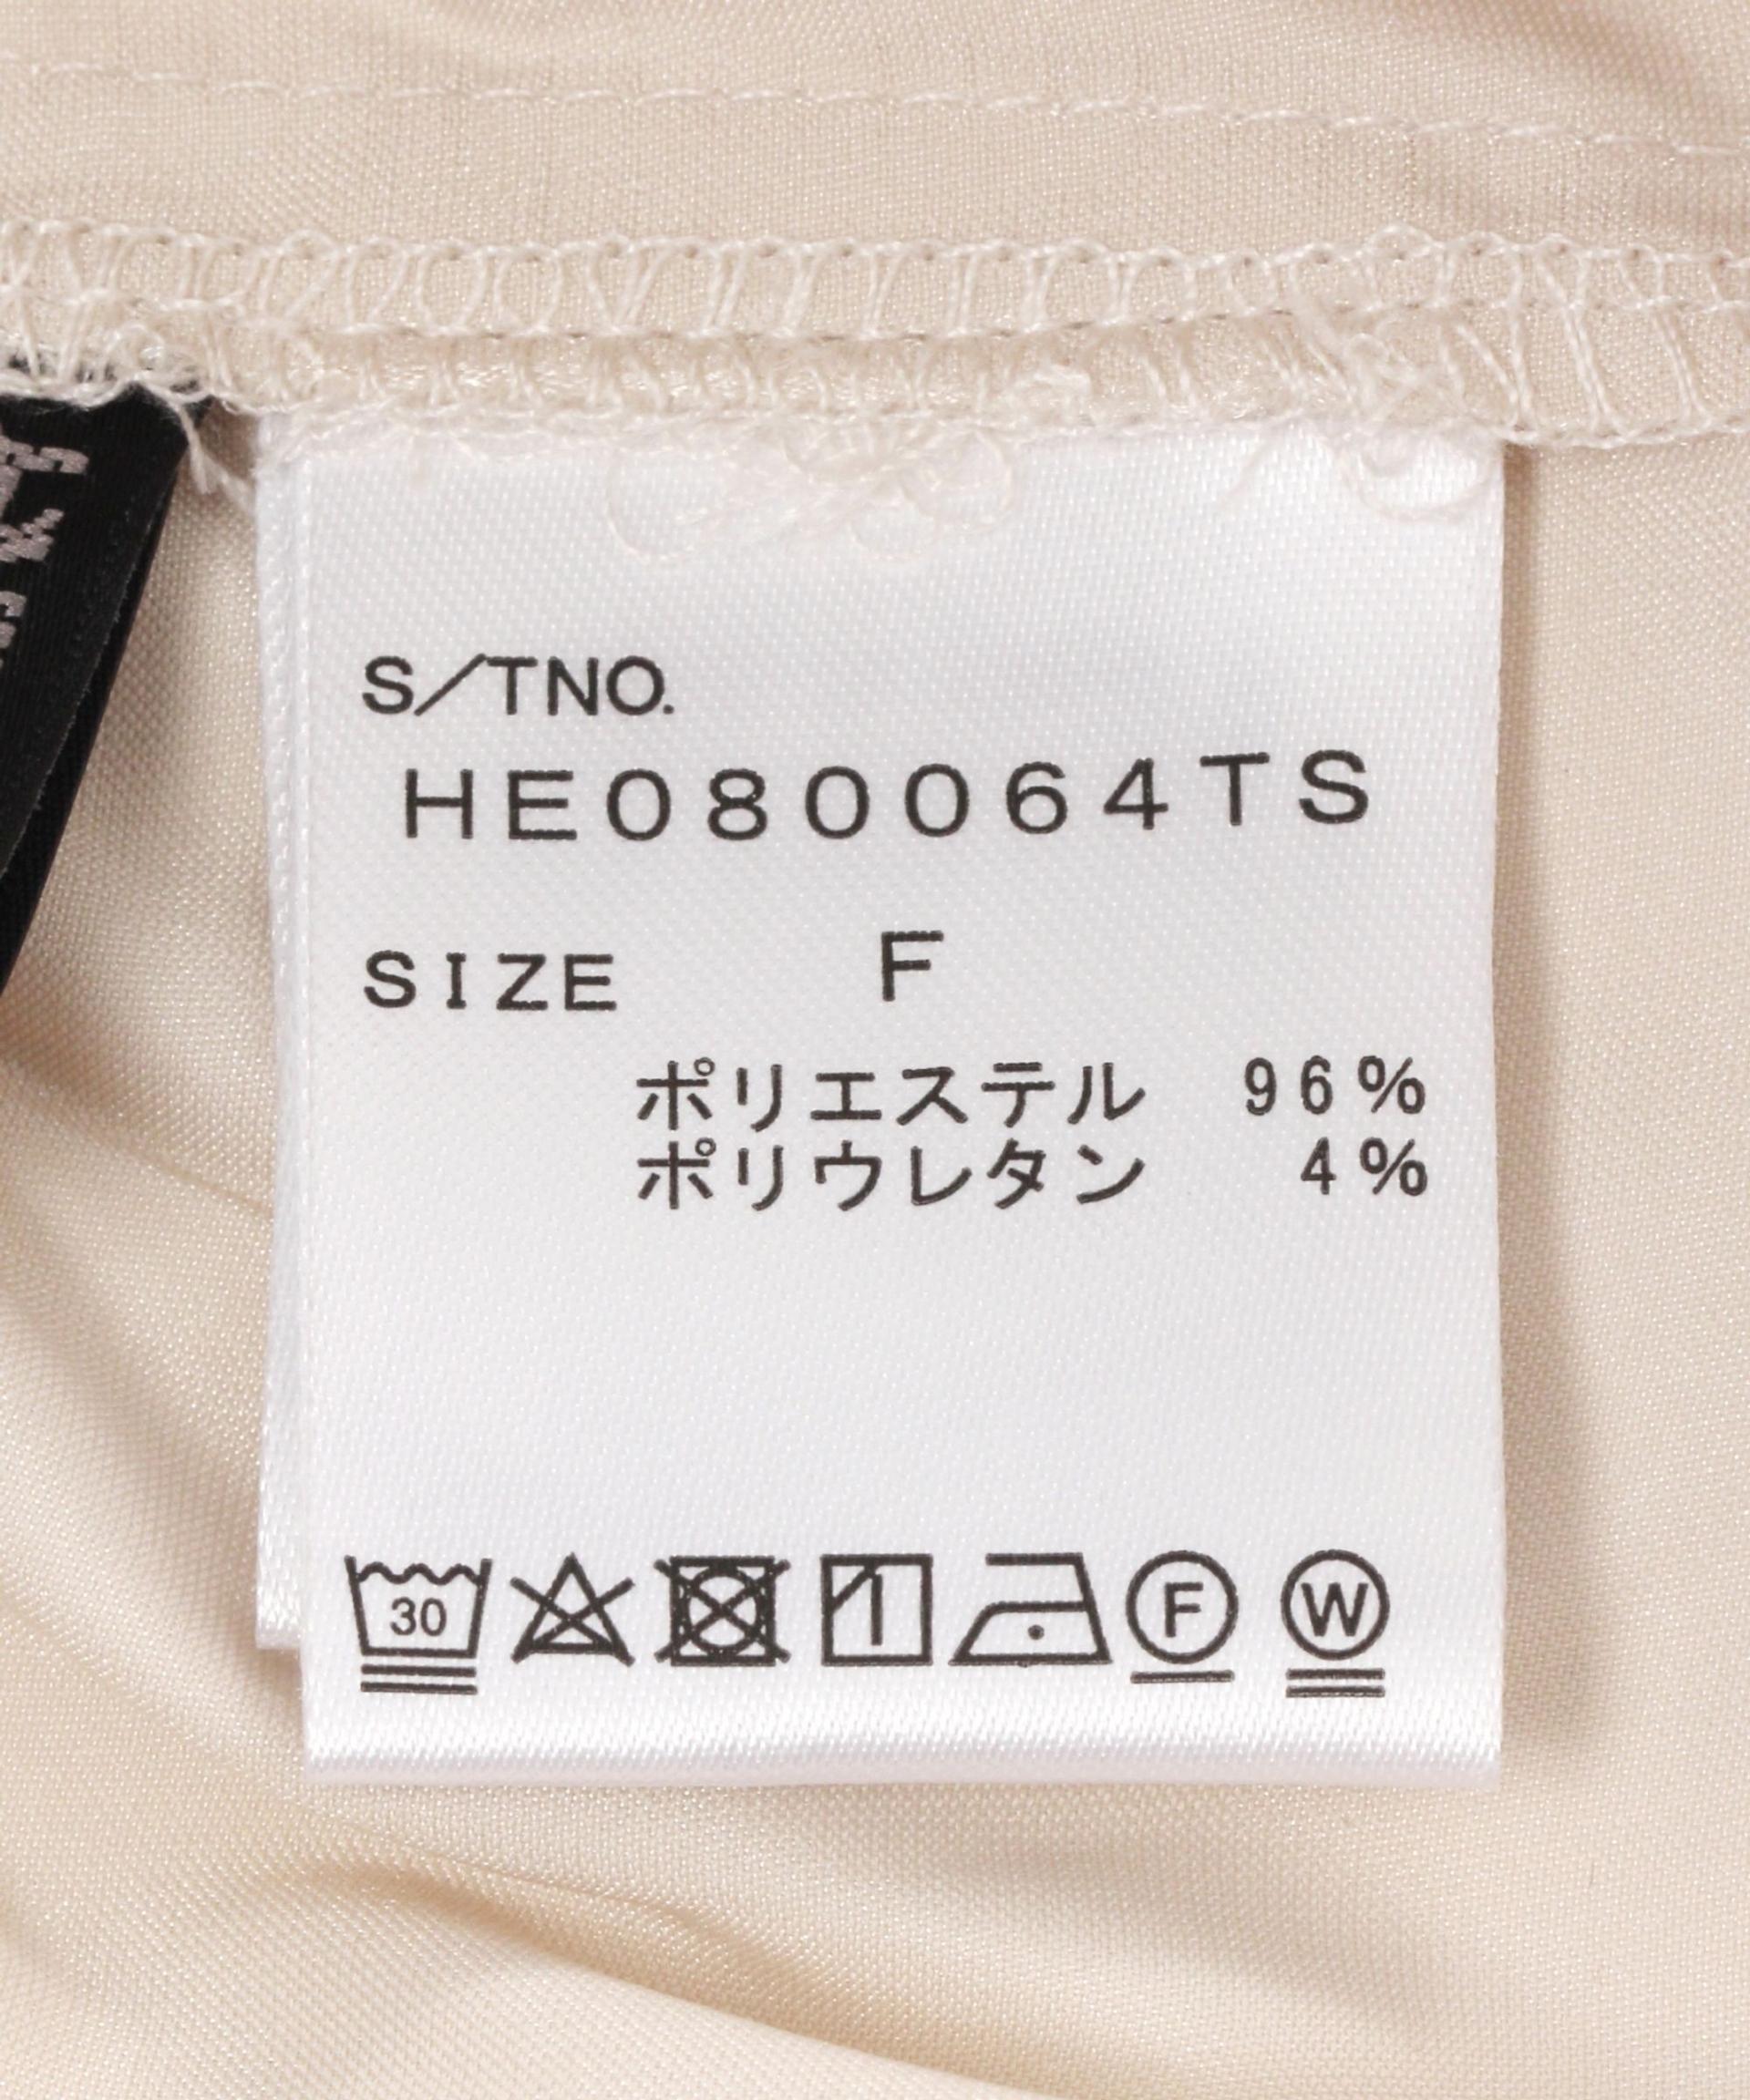 S/TNO.
HE080064TS
SIZE F
ポリエステル 96%
ポリウレタン 4%
30
F
W